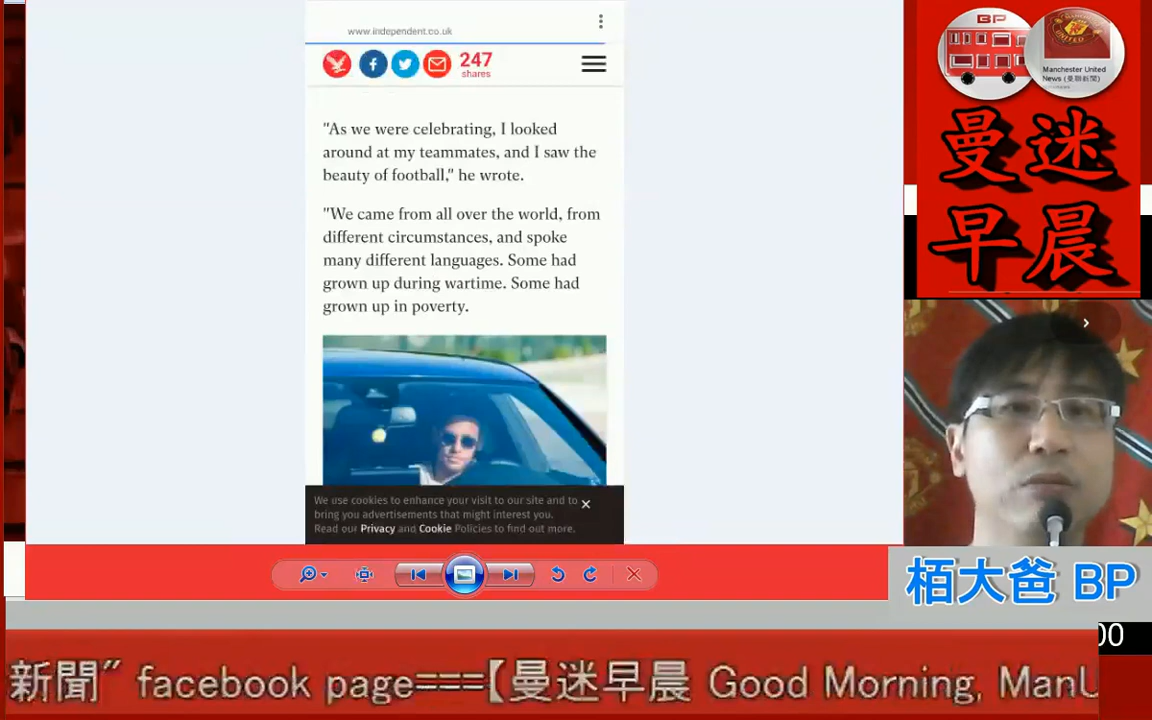 www.independent.co.uk
247
shares
"As we were celebrating, I looked
around at my teammates, and I saw the
beauty of football," he wrote.
"We came from all over the world, from
different circumstances, and spoke
many different languages. Some had
grown up during wartime. Some had
grown up in poverty.
We use cookies to enhance your visit to our site and to
bring you advertisements that might interest you.
Read our Privacy and Cookie Policies to find out more.
BP
Manchester United
News (曼聯新聞)
曼迷
早晨
栢大爸 BP
00
新聞" facebook page===【曼迷早晨 Good Morning, ManU